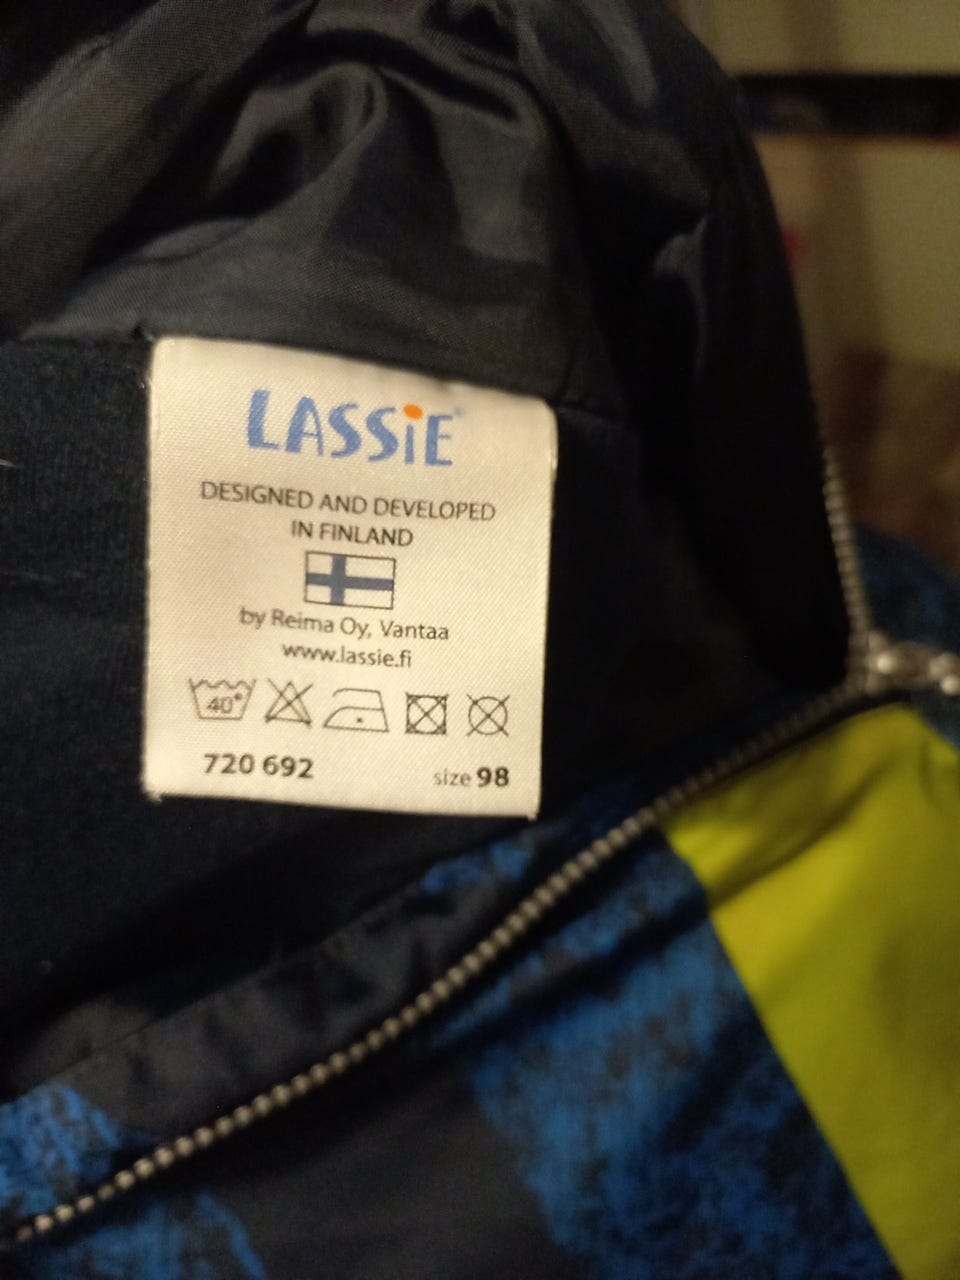 LASSiE
DESIGNED AND DEVELOPED
IN FINLAND
by Reima Oy, Vantaa
www.lassie.fi
40°
720 692 size 98